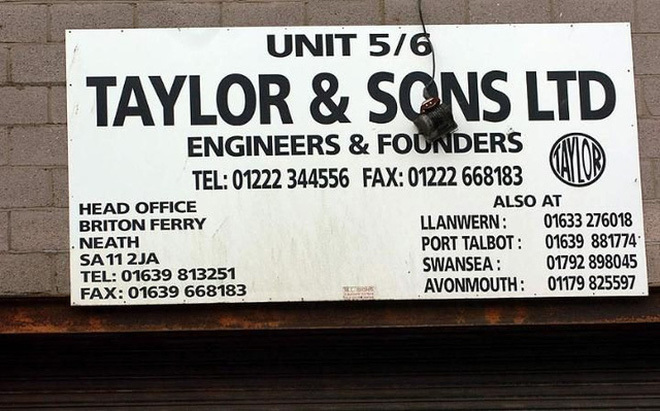 UNIT 5/6
TAYLOR & SONS LTD
ENGINEERS & FOUNDERS
TEL: 01222 344556 FAX: 01222 668183
TAYLOR
HEAD OFFICE
BRITON FERRY
NEATH
SA11 2JA
TEL: 01639 813251
FAX: 01639 668183
ALSO AT
LLANWERN : 01633 276018
PORT TALBOT : 01639 881774
SWANSEA : 01792 898045
AVONMOUTH : 01179 825597